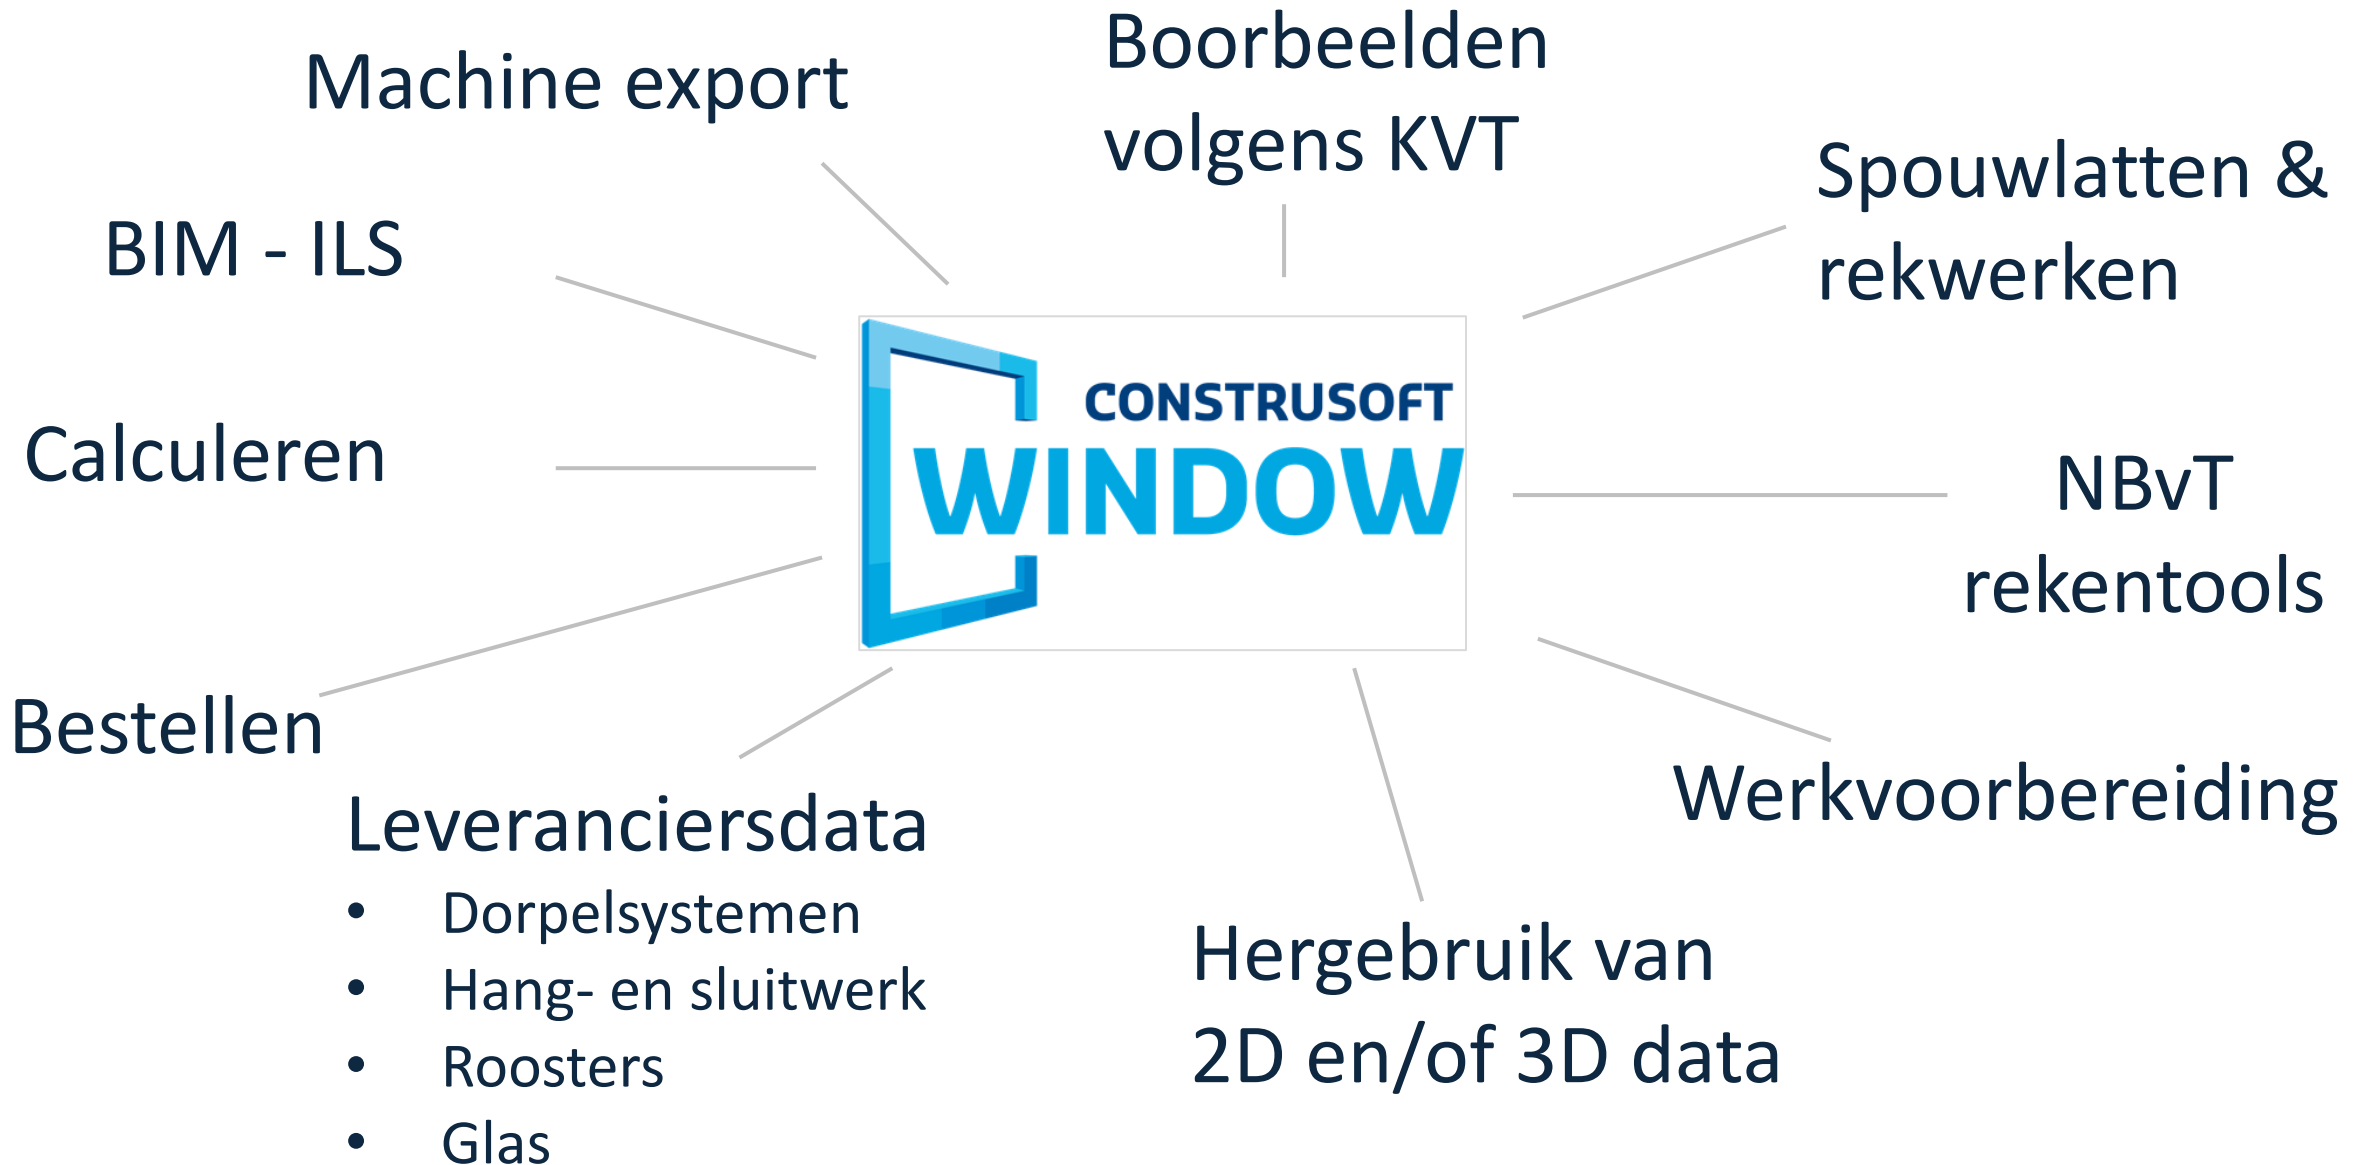 Machine export
Boorbeelden
volgens KVT
Spouwlatten &
rekwerken
BIM - ILS
CONSTRUSOFT
WINDOW
Calculeren
NBvT
rekentools
Bestellen
Werkvoorbereiding
Leveranciersdata
• Dorpelsystemen
• Hang- en sluitwerk
• Roosters
• Glas
Hergebruik van
2D en/of 3D data